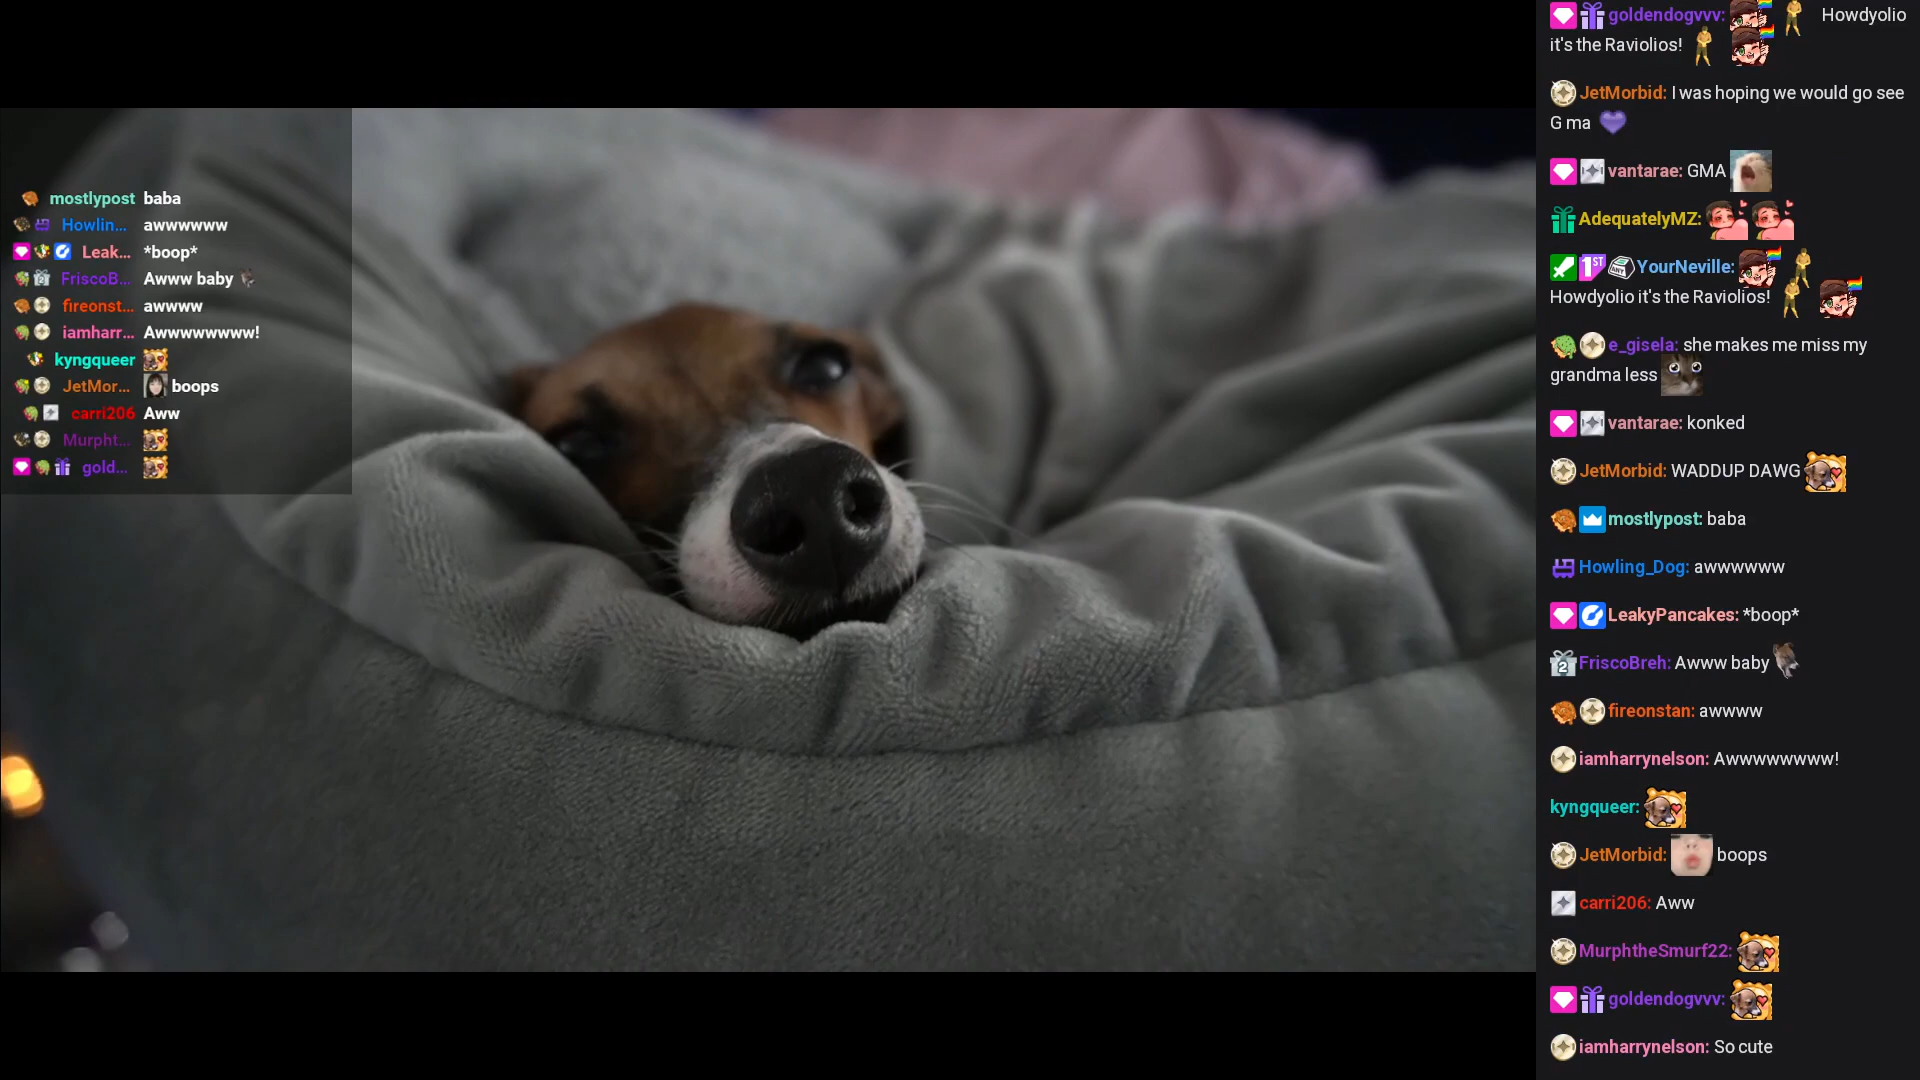 mostlypost baba
Howlin... awwwwww
Leak... *boop*
FriscoB... Awww baby
fireonst... awwww
iamharr... Awwwwwwww!
kyngqueer
JetMor... boops
carri206 Aww
Murpht...
gold...
goldendogvvv: Howdyolio
it's the Raviolios!
JetMorbid: I was hoping we would go see
G ma
vantarae: GMA
AdequatelyMZ:
1ST ANY YourNeville:
Howdyolio it's the Raviolios!
e_gisela: she makes me miss my
grandma less
vantarae: konked
JetMorbid: WADDUP DAWG
mostlypost: baba
Howling_Dog: awwwwww
LeakyPancakes: *boop*
2 FriscoBreh: Awww baby
fireonstan: awwww
iamharrynelson: Awwwwwwww!
kyngqueer:
JetMorbid: boops
carri206: Aww
MurphtheSmurf22:
goldendogvvv:
iamharrynelson: So cute